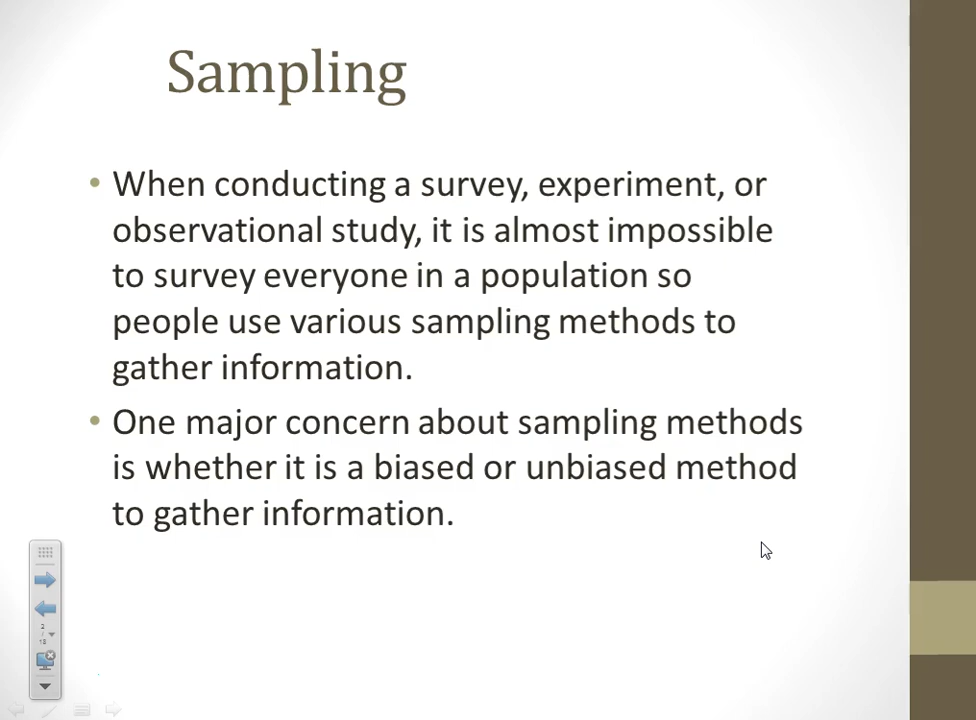 Sampling
• When conducting a survey, experiment, or
observational study, it is almost impossible
to survey everyone in a population so
people use various sampling methods to
gather information.
• One major concern about sampling methods
is whether it is a biased or unbiased method
to gather information.